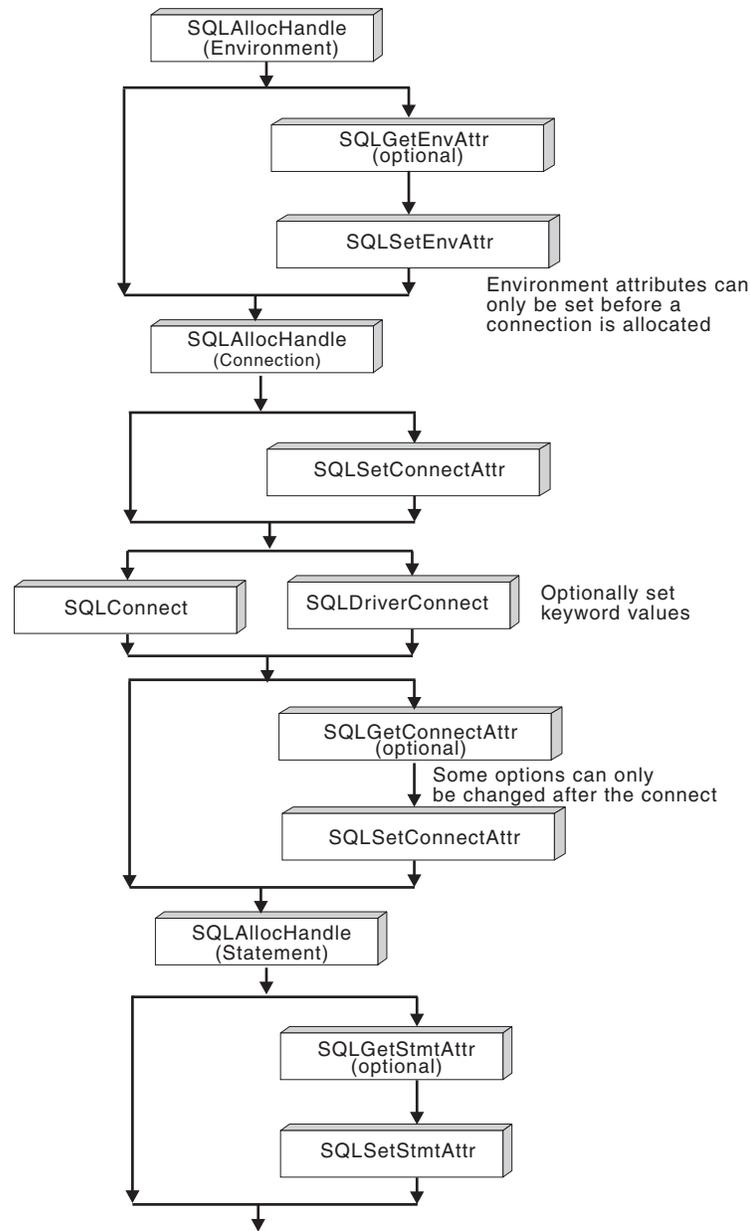 SQLAllocHandle
(Environment)
SQLGetEnvAttr
(optional)
SQLSetEnvAttr
Environment attributes can
only be set before a
connection is allocated
SQLAllocHandle
(Connection)
SQLSetConnectAttr
SQLConnect
SQLDriverConnect
Optionally set
keyword values
SQLGetConnectAttr
(optional)
Some options can only
be changed after the connect
SQLSetConnectAttr
SQLAllocHandle
(Statement)
SQLGetStmtAttr
(optional)
SQLSetStmtAttr